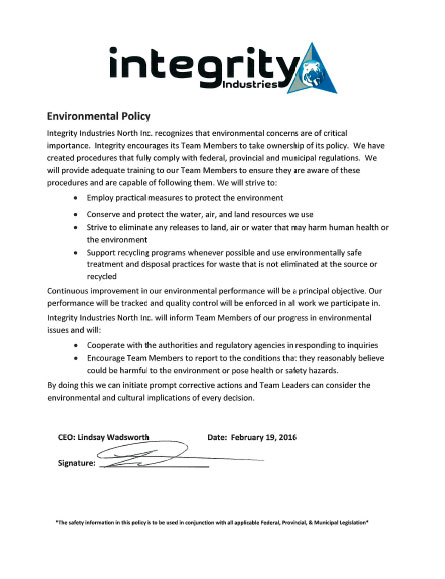 integrity
Industries
Environmental Policy
Integrity Industries North Inc. recognizes that environmental concerns are of critical
importance. Integrity encourages its Team Members to take ownership of its policy. We have
created procedures that fully comply with federal, provincial and municipal regulations. We
will provide adequate training to our Team Members to ensure they are aware of these
procedures and are capable of following them. We will strive to:
• Employ practical measures to protect the environment
• Conserve and protect the water, air, and land resources we use
• Strive to eliminate any releases to land, air or water that may harm human health or
the environment
• Support recycling programs whenever possible and use environmentally safe
treatment and disposal practices for waste that is not eliminated at the source or
recycled
Continuous improvement in our environmental performance will be a principal objective. Our
performance will be tracked and quality control will be enforced in all work we participate in.
Integrity Industries North Inc. will inform Team Members of our progress in environmental
issues and will:
• Cooperate with the authorities and regulatory agencies in responding to inquiries
• Encourage Team Members to report to the conditions that they reasonably believe
could be harmful to the environment or pose health or safety hazards.
By doing this we can initiate prompt corrective actions and Team Leaders can consider the
environmental and cultural implications of every decision.
CEO: Lindsay Wadsworth Date: February 19, 2016
Signature:
*The safety information in this policy is to be used in conjunction with all applicable Federal, Provincial, & Municipal Legislation*